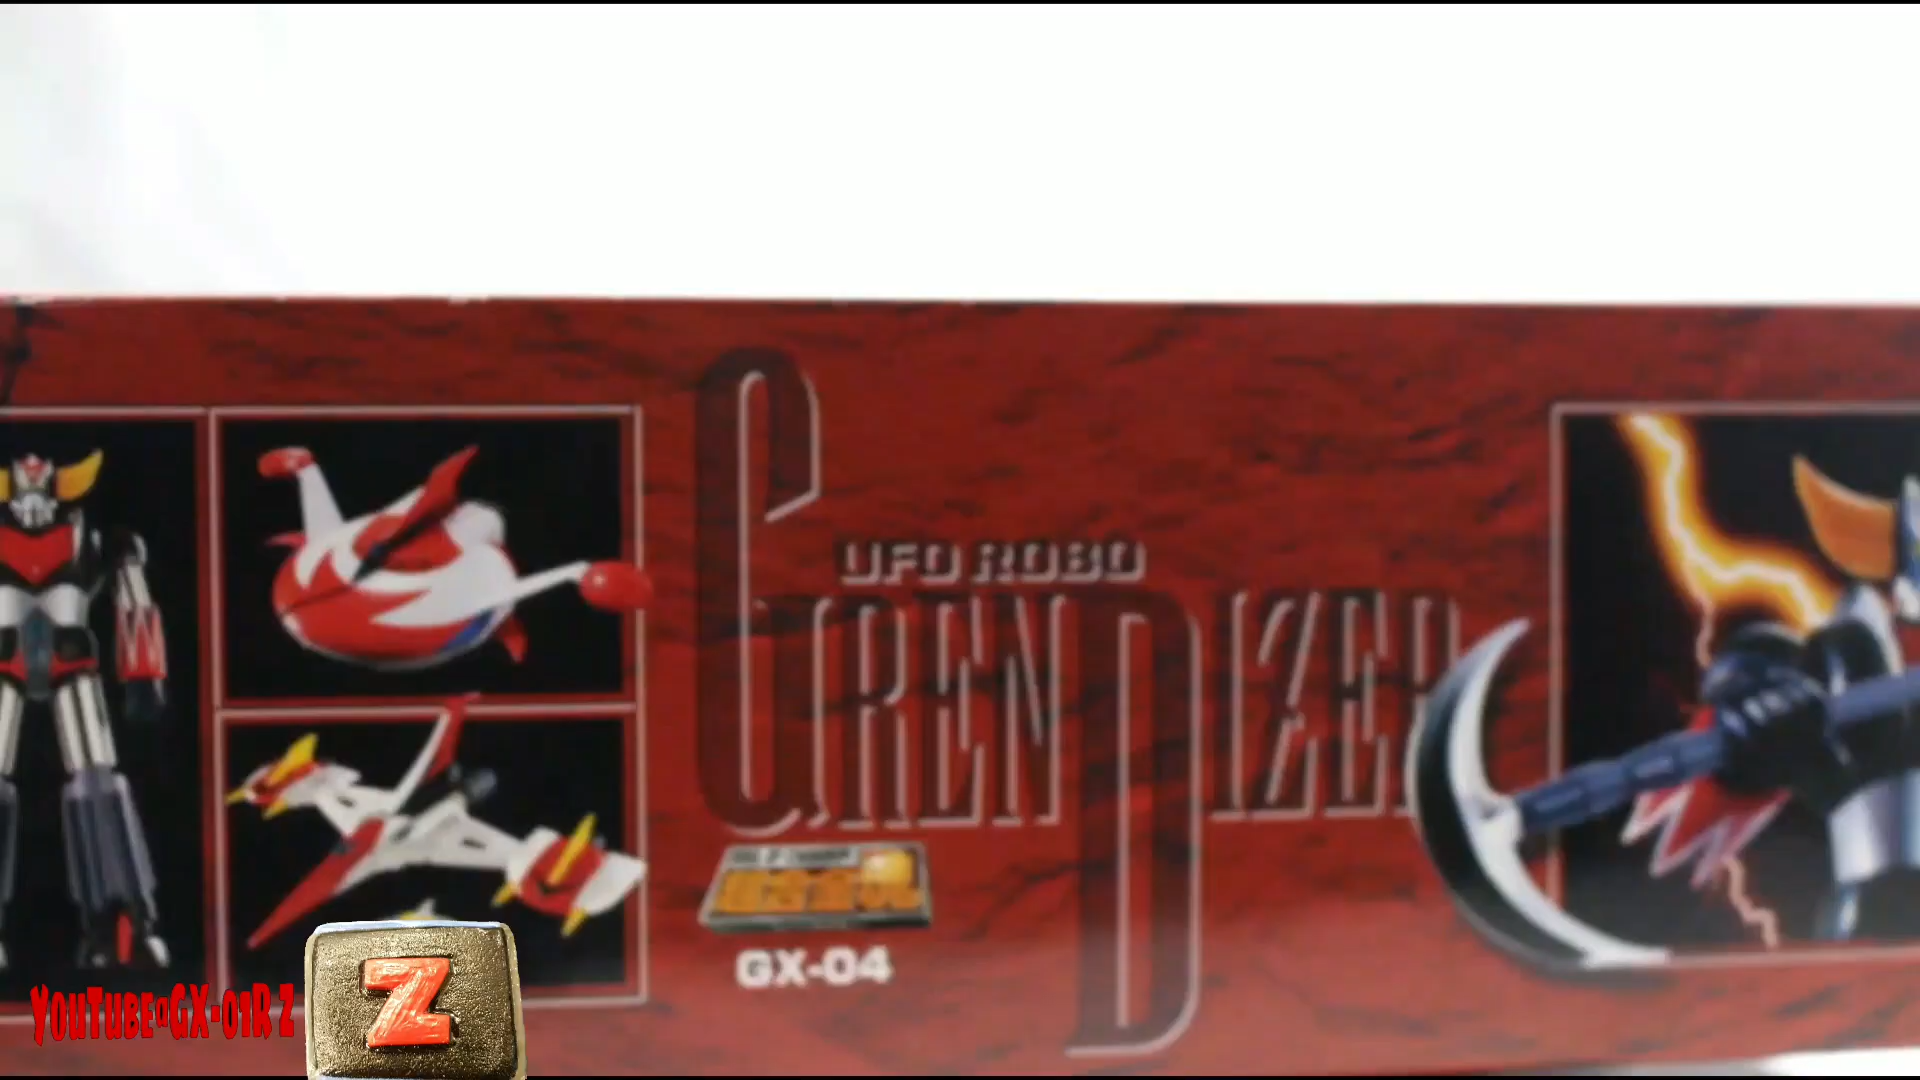 UFO ROBO
GRENDIZER
GX-04
YouTube@GX-01R Z
Z